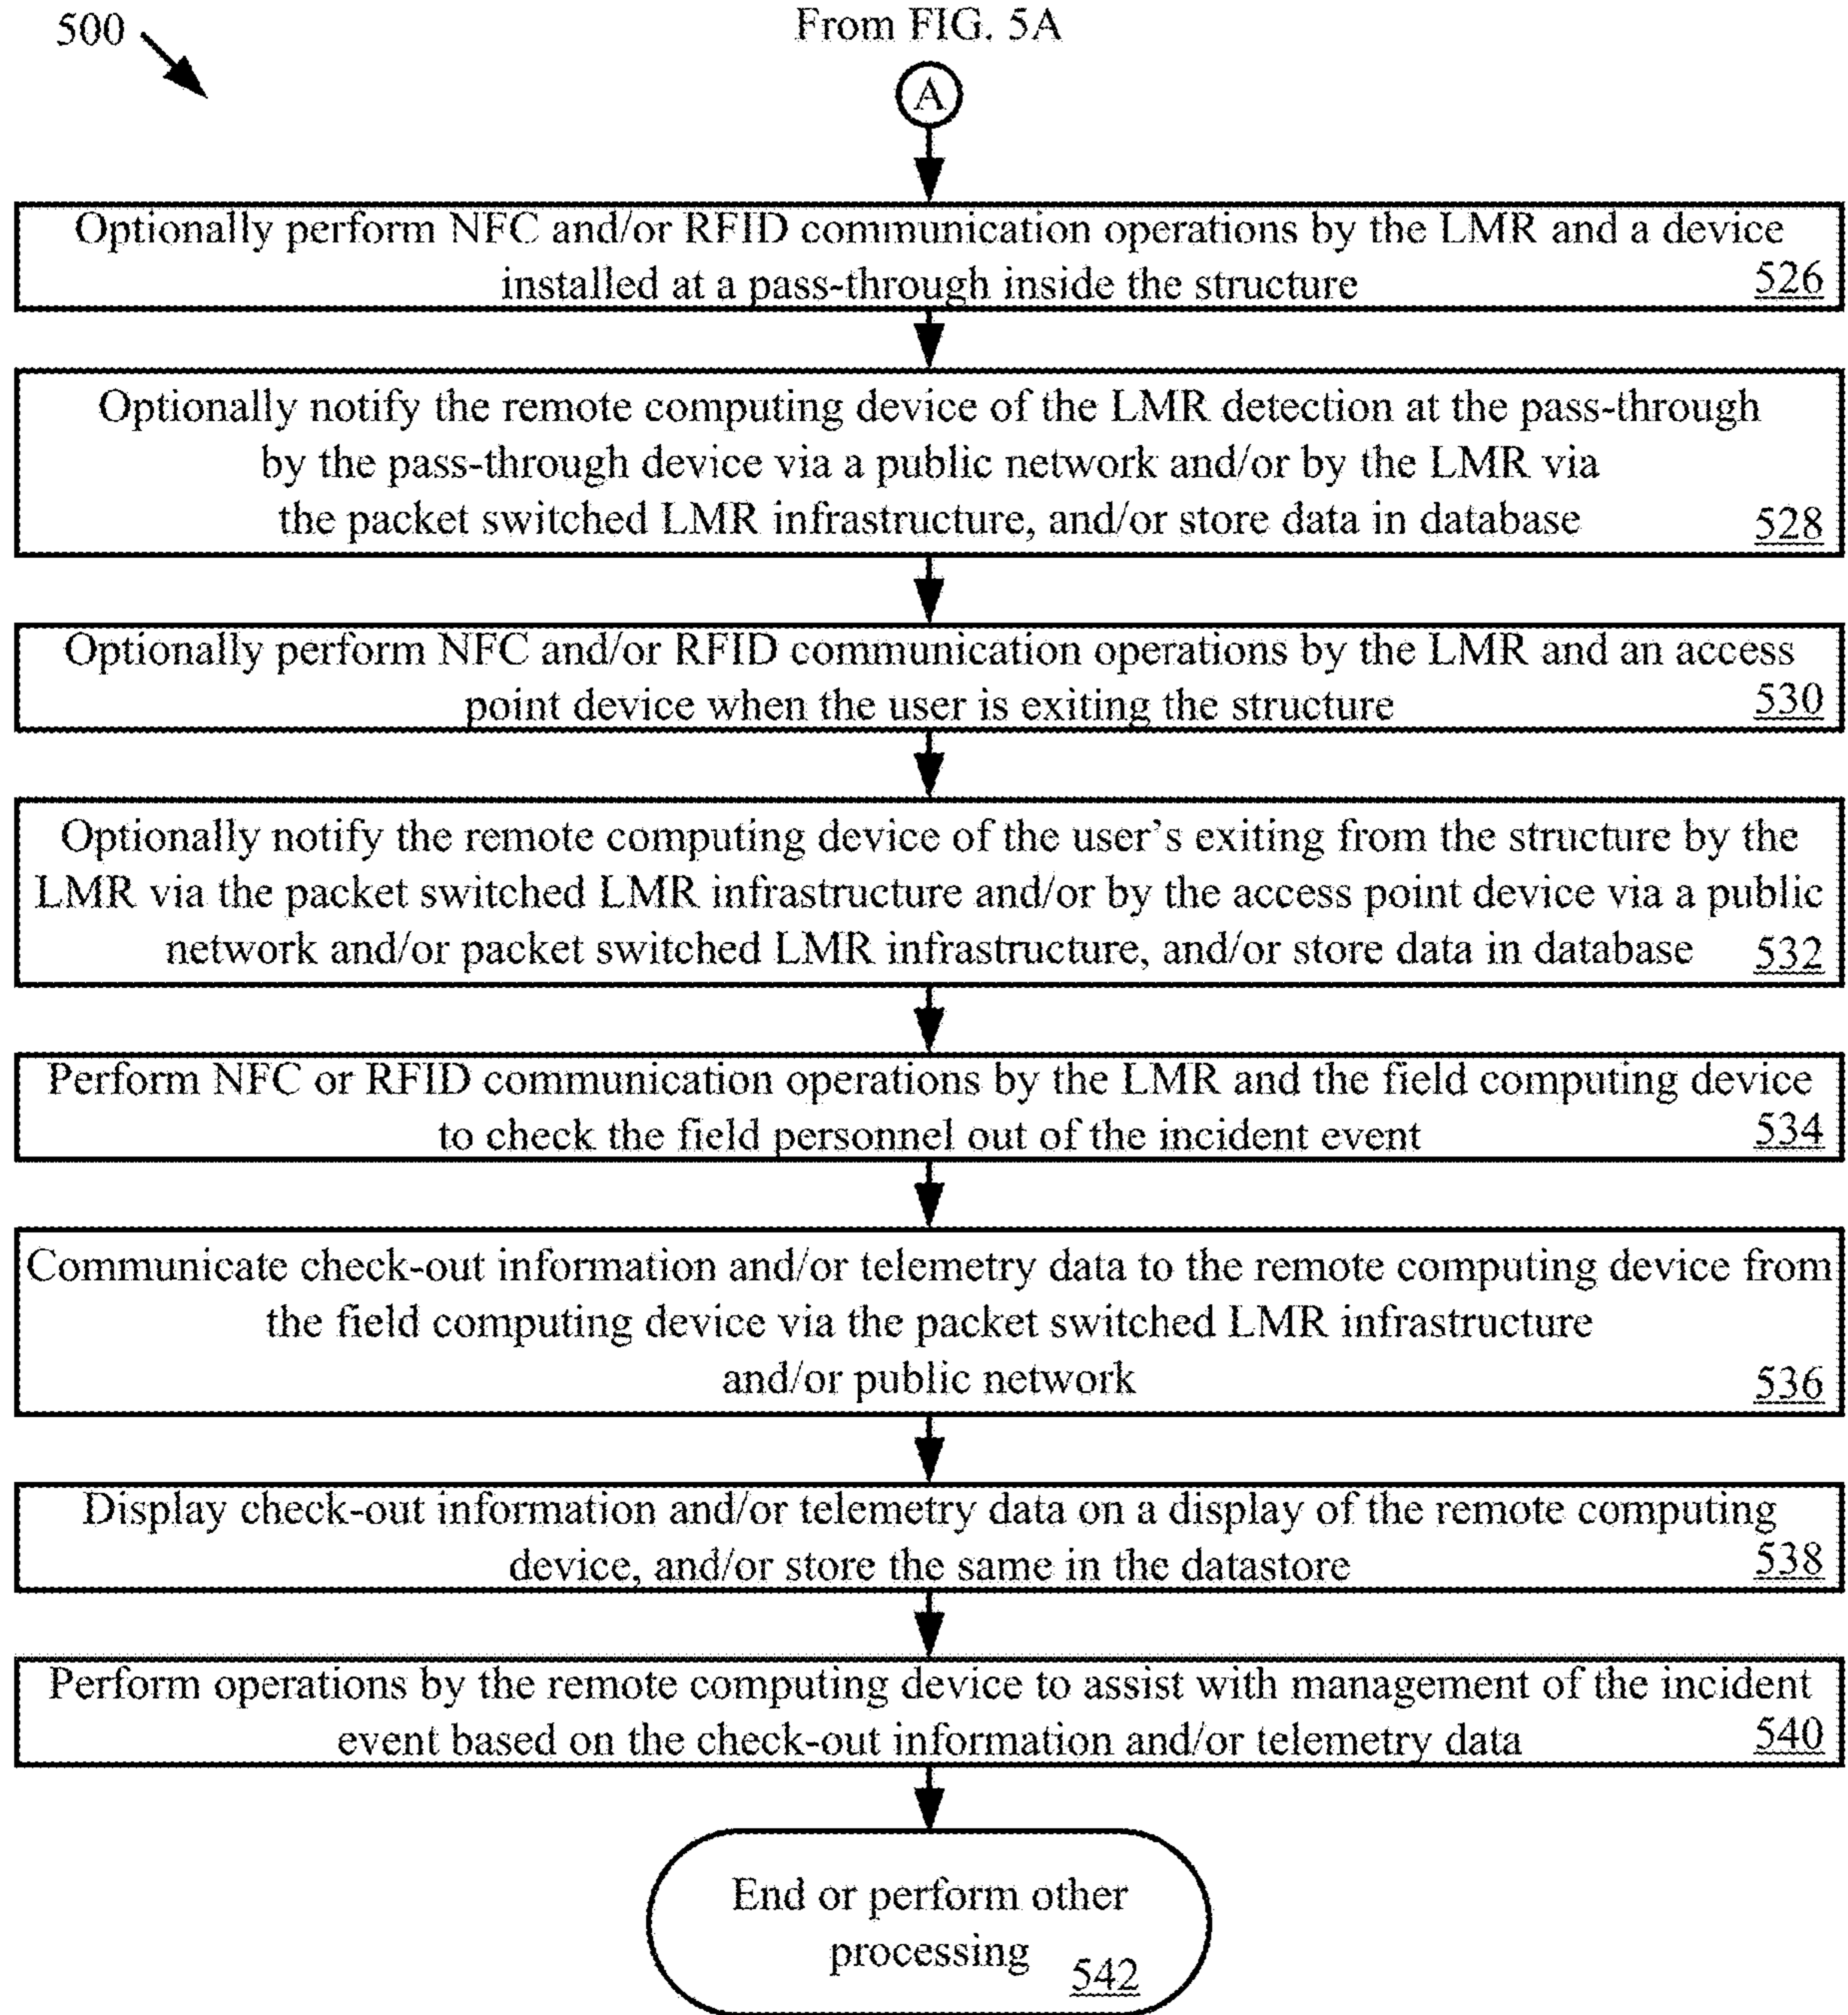 500
From FIG. 5A
A
Optionally perform NFC and/or RFID communication operations by the LMR and a device
installed at a pass-through inside the structure
526
Optionally notify the remote computing device of the LMR detection at the pass-through
by the pass-through device via a public network and/or by the LMR via
the packet switched LMR infrastructure, and/or store data in database
528
Optionally perform NFC and/or RFID communication operations by the LMR and an access
point device when the user is exiting the structure
530
Optionally notify the remote computing device of the user's exiting from the structure by the
LMR via the packet switched LMR infrastructure and/or by the access point device via a public
network and/or packet switched LMR infrastructure, and/or store data in database
532
Perform NFC or RFID communication operations by the LMR and the field computing device
to check the field personnel out of the incident event
534
Communicate check-out information and/or telemetry data to the remote computing device from
the field computing device via the packet switched LMR infrastructure
and/or public network
536
Display check-out information and/or telemetry data on a display of the remote computing
device, and/or store the same in the datastore
538
Perform operations by the remote computing device to assist with management of the incident
event based on the check-out information and/or telemetry data
540
End or perform other
processing
542